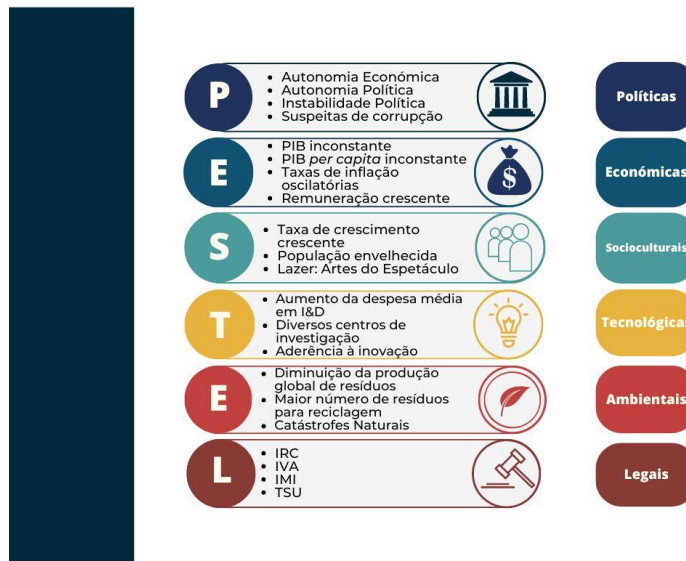 P
• Autonomia Económica
• Autonomia Política
• Instabilidade Política
• Suspeitas de corrupção
Políticas
E
• PIB inconstante
• PIB per capita inconstante
• Taxas de inflação
oscilatórias
• Remuneração crescente
$
Económicas
S
• Taxa de crescimento
crescente
• População envelhecida
• Lazer: Artes do Espetáculo
Socioculturais
T
• Aumento da despesa média
em I&D
• Diversos centros de
investigação
• Aderência à inovação
Tecnológicas
E
• Diminuição da produção
global de resíduos
• Maior número de resíduos
para reciclagem
• Catástrofes Naturais
Ambientais
L
• IRC
• IVA
• IMI
• TSU
Legais